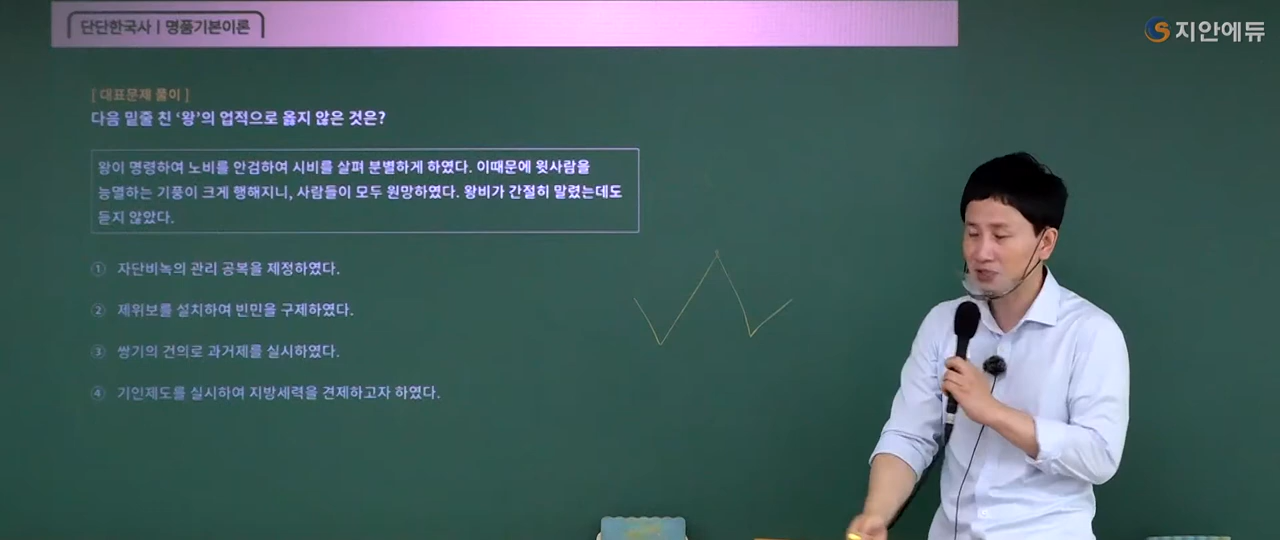 단단한국사 | 명품기본이론
지안에듀
[ 대표문제 풀이 ]
다음 밑줄 친 ‘왕’의 업적으로 옳지 않은 것은?
왕이 명령하여 노비를 안검하여 시비를 살펴 분별하게 하였다. 이때문에 윗사람을
능멸하는 기풍이 크게 행해지니, 사람들이 모두 원망하였다. 왕비가 간절히 말렸는데도
듣지 않았다.
① 자단비녹의 관리 공복을 제정하였다.
② 제위보를 설치하여 빈민을 구제하였다.
③ 쌍기의 건의로 과거제를 실시하였다.
④ 기인제도를 실시하여 지방세력을 견제하고자 하였다.